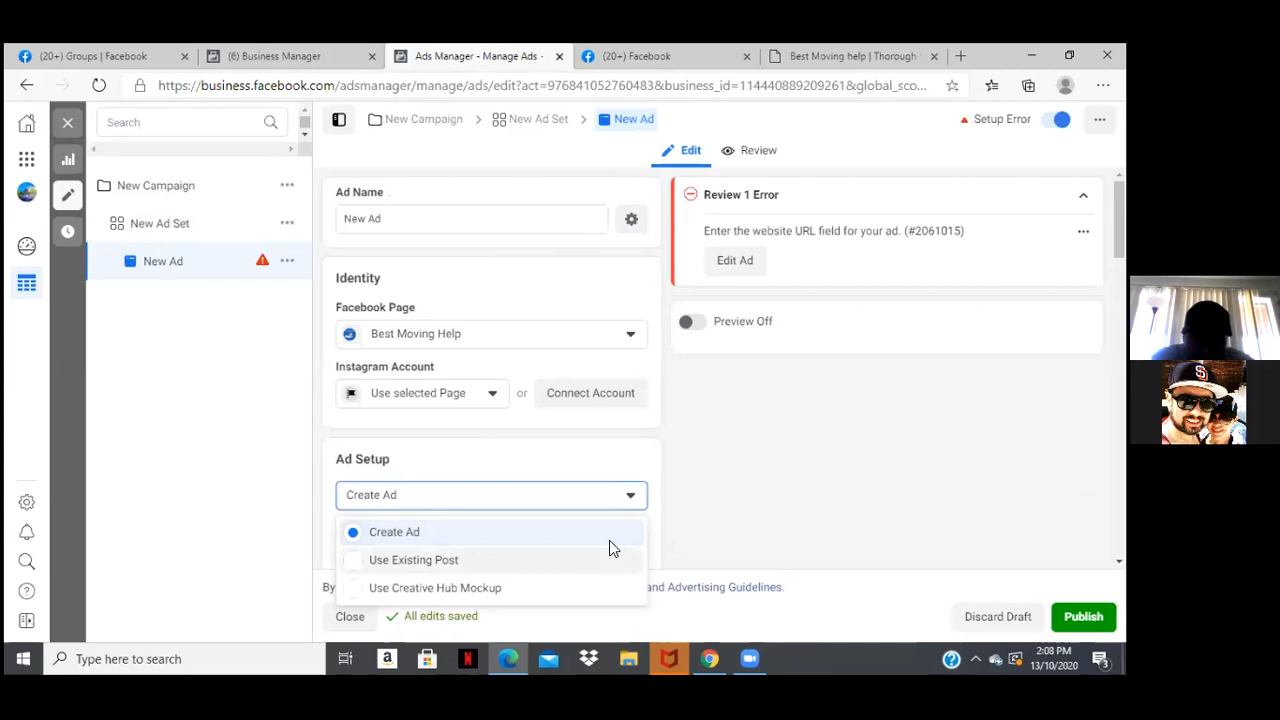 (20+) Groups | Facebook
(6) Business Manager
Ads Manager - Manage Ads -
(20+) Facebook
Best Moving help | Thorough
https://business.facebook.com/adsmanager/manage/ads/edit?act=976841052760483&business_id=1144408892092 61&global_sco...
Search
New Campaign
New Ad Set
New Ad
Setup Error
Edit
Review
New Campaign
New Ad Set
New Ad
Ad Name
New Ad
Identity
Facebook Page
Best Moving Help
Instagram Account
Use selected Page
or
Connect Account
Ad Setup
Create Ad
Create Ad
Use Existing Post
Use Creative Hub Mockup
Review 1 Error
Enter the website URL field for your ad. (#2061015)
Edit Ad
Preview Off
By
and Advertising Guidelines.
Close
All edits saved
Discard Draft
Publish
Type here to search
2:08 PM
13/10/2020
3